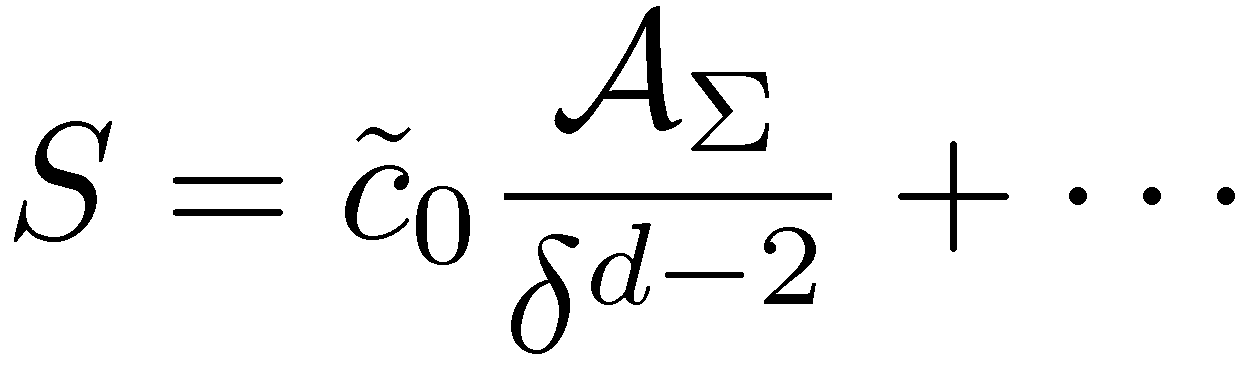 S = \tilde{c}_0 \frac{\mathcal{A}_\Sigma}{\delta^{d-2}} + \cdots